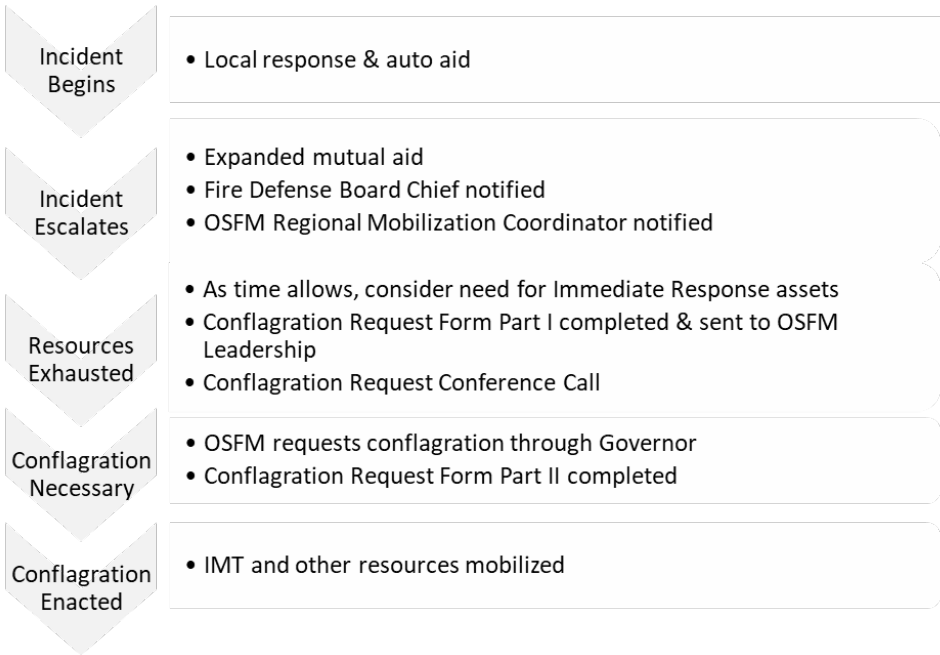 Incident
Begins
• Local response & auto aid
Incident
Escalates
• Expanded mutual aid
• Fire Defense Board Chief notified
• OSFM Regional Mobilization Coordinator notified
Resources
Exhausted
• As time allows, consider need for Immediate Response assets
• Conflagration Request Form Part I completed & sent to OSFM
Leadership
• Conflagration Request Conference Call
Conflagration
Necessary
• OSFM requests conflagration through Governor
• Conflagration Request Form Part II completed
Conflagration
Enacted
• IMT and other resources mobilized